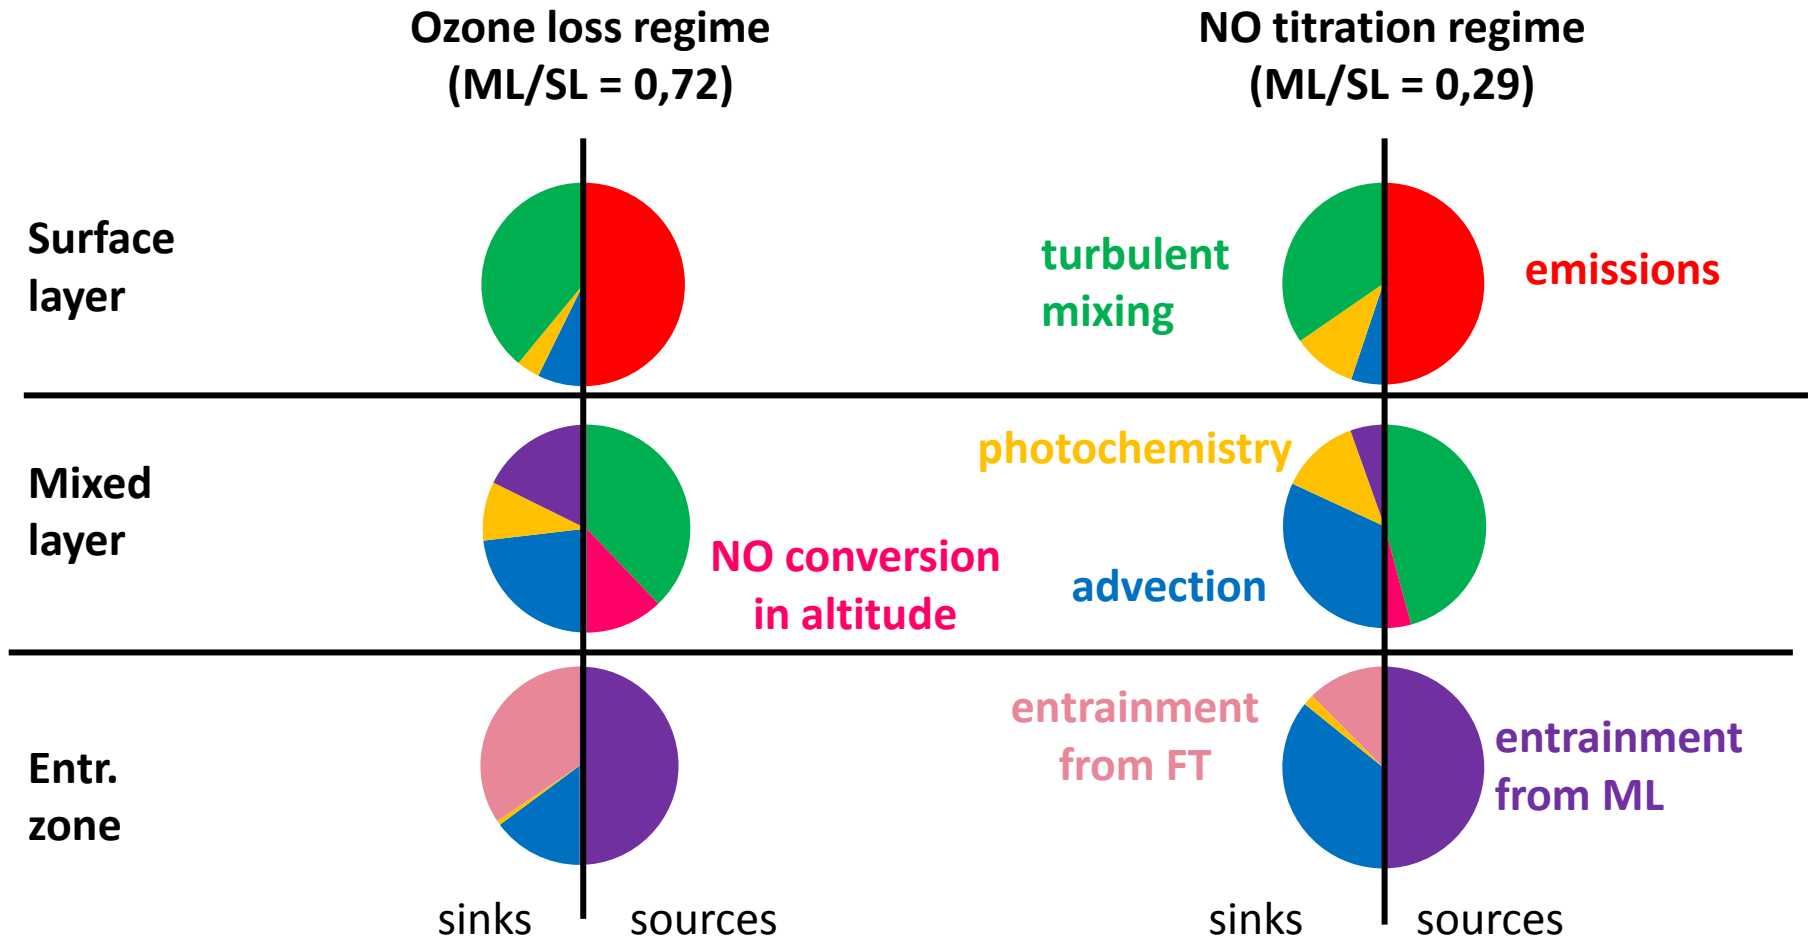 Ozone loss regime
(ML/SL = 0,72)
NO titration regime
(ML/SL = 0,29)
Surface
layer
turbulent
mixing
emissions
Mixed
layer
NO conversion
in altitude
photochemistry
advection
Entr.
zone
entrainment
from FT
entrainment
from ML
sinks
sources
sinks
sources